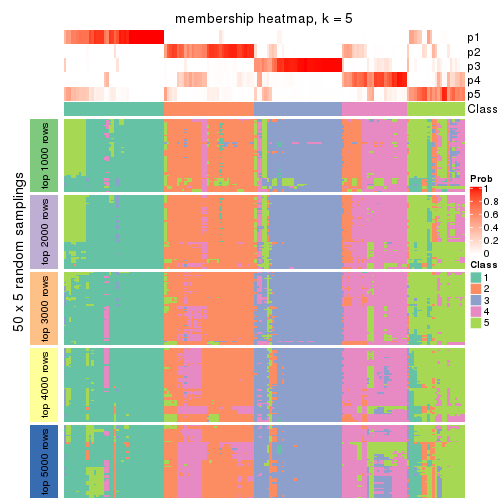 membership heatmap, k = 5
p1
p2
p3
p4
p5
Class
50 x 5 random samplings
top 1000 rows
top 2000 rows
top 3000 rows
top 4000 rows
top 5000 rows
Prob
1
0.8
0.6
0.4
0.2
0
Class
1
2
3
4
5